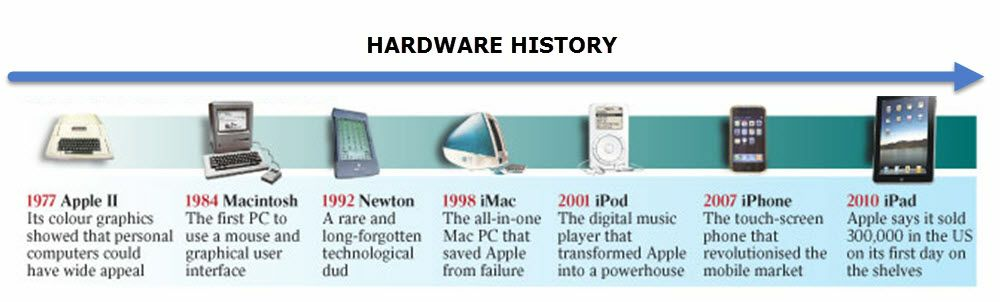 HARDWARE HISTORY
1977 Apple II
Its colour graphics
showed that personal
computers could
have wide appeal
1984 Macintosh
The first PC to
use a mouse and
graphical user
interface
1992 Newton
A rare and
long-forgotten
technological
dud
1998 iMac
The all-in-one
Mac PC that
saved Apple
from failure
2001 iPod
The digital music
player that
transformed Apple
into a powerhouse
2007 iPhone
The touch-screen
phone that
revolutionised the
mobile market
2010 iPad
Apple says it sold
300,000 in the US
on its first day on
the shelves